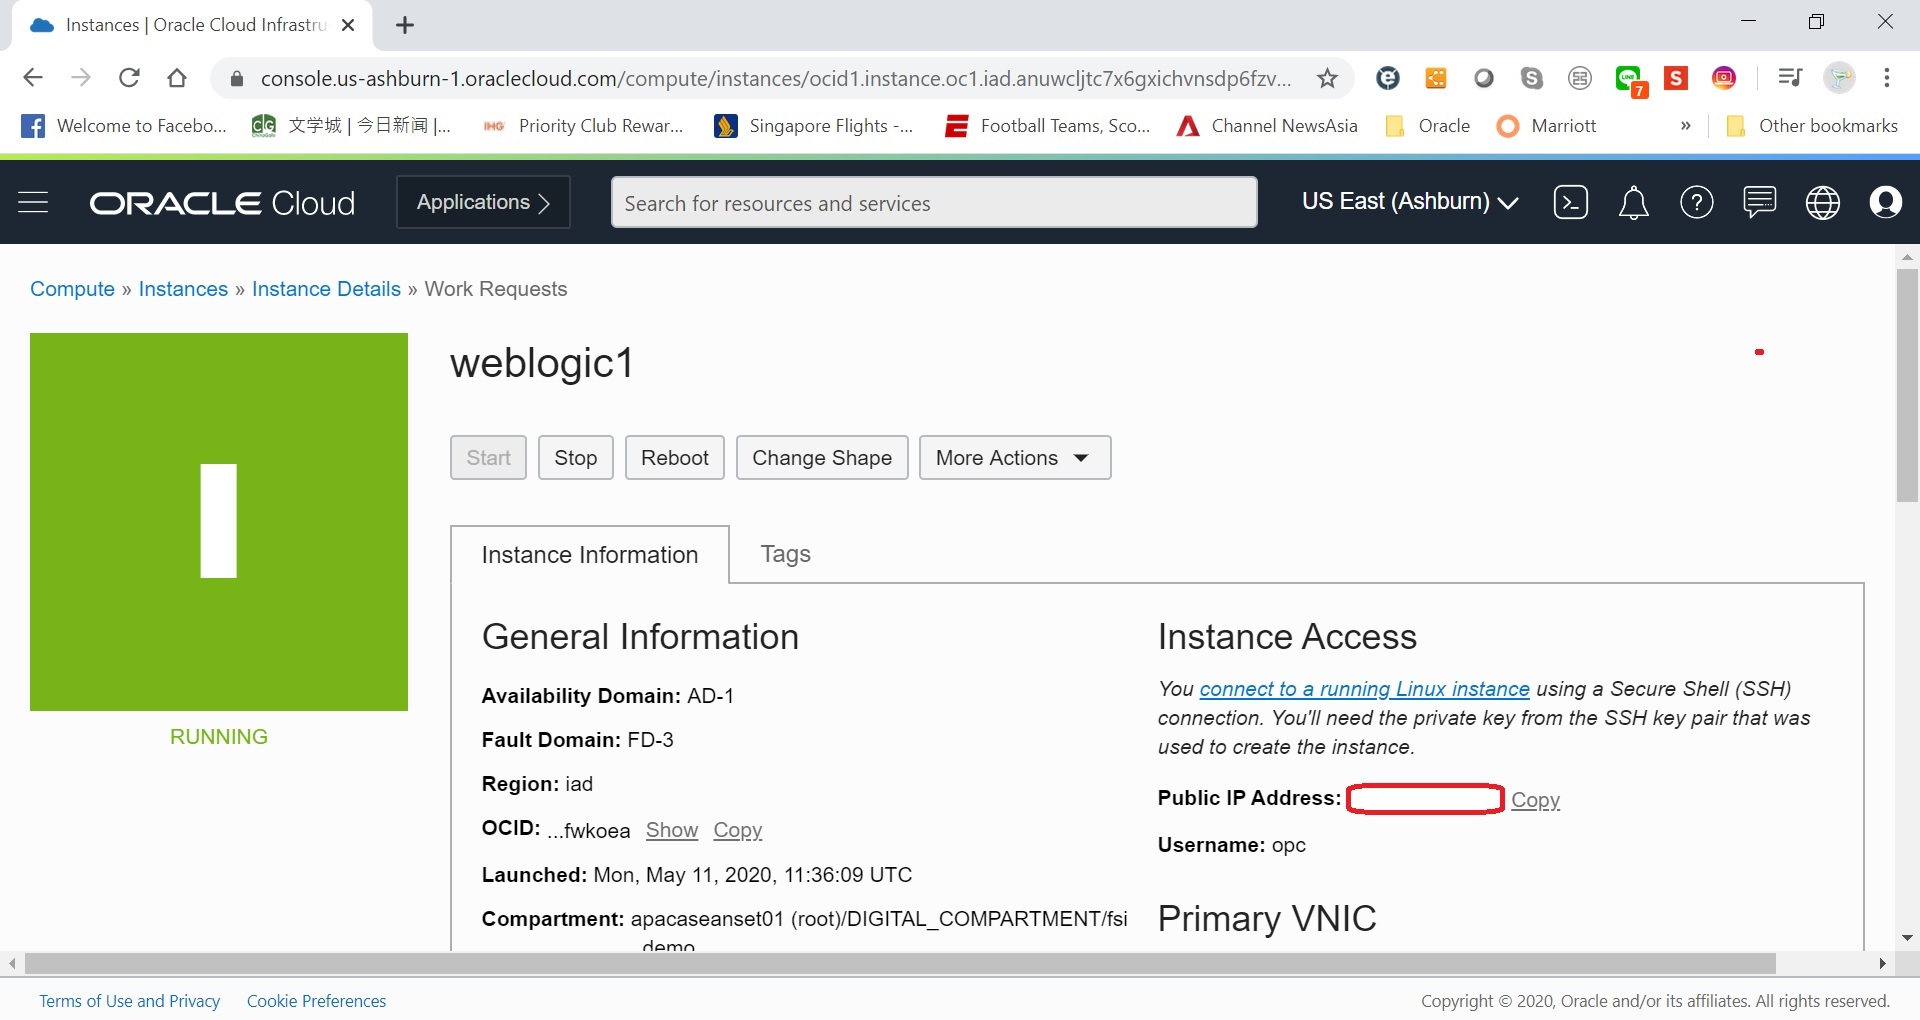 Instances | Oracle Cloud Infrastru
console.us-ashburn-1.oraclecloud.com/compute/instances/ocid1.instance.oc1.iad.anuwcljtc7x6gxichvnsdp6fzv...
7
Welcome to Facebo... 文学城 | 今日新闻 |... IHG Priority Club Rewar... Singapore Flights -... Football Teams, Sco... Channel NewsAsia Oracle Marriott » Other bookmarks
ORACLE Cloud Applications Search for resources and services US East (Ashburn)
Compute » Instances » Instance Details » Work Requests
weblogic1
Start Stop Reboot Change Shape More Actions
RUNNING
Instance Information Tags
General Information
Availability Domain: AD-1
Fault Domain: FD-3
Region: iad
OCID: ...fwkoea Show Copy
Launched: Mon, May 11, 2020, 11:36:09 UTC
Compartment: apacaseanset01 (root)/DIGITAL_COMPARTMENT/fsi
demo
Instance Access
You connect to a running Linux instance using a Secure Shell (SSH)
connection. You'll need the private key from the SSH key pair that was
used to create the instance.
Public IP Address: Copy
Username: opc
Primary VNIC
Terms of Use and Privacy Cookie Preferences Copyright © 2020, Oracle and/or its affiliates. All rights reserved.